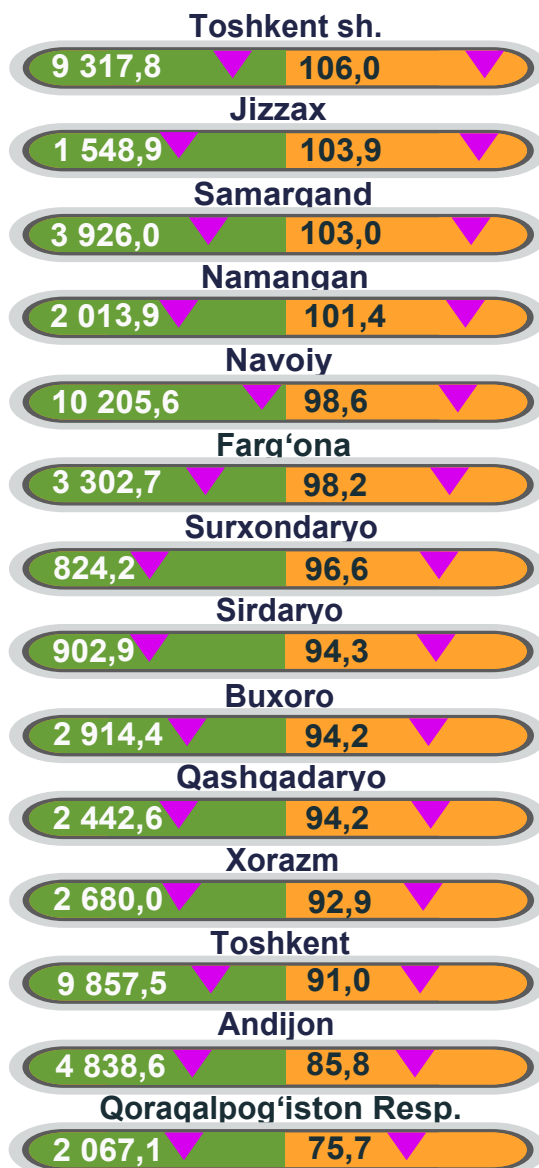 Toshkent sh.
9 317,8 106,0
Jizzax
1 548,9 103,9
Samarqand
3 926,0 103,0
Namangan
2 013,9 101,4
Navoiy
10 205,6 98,6
Farg‘ona
3 302,7 98,2
Surxondaryo
824,2 96,6
Sirdaryo
902,9 94,3
Buxoro
2 914,4 94,2
Qashqadaryo
2 442,6 94,2
Xorazm
2 680,0 92,9
Toshkent
9 857,5 91,0
Andijon
4 838,6 85,8
Qoraqalpog‘iston Resp.
2 067,1 75,7